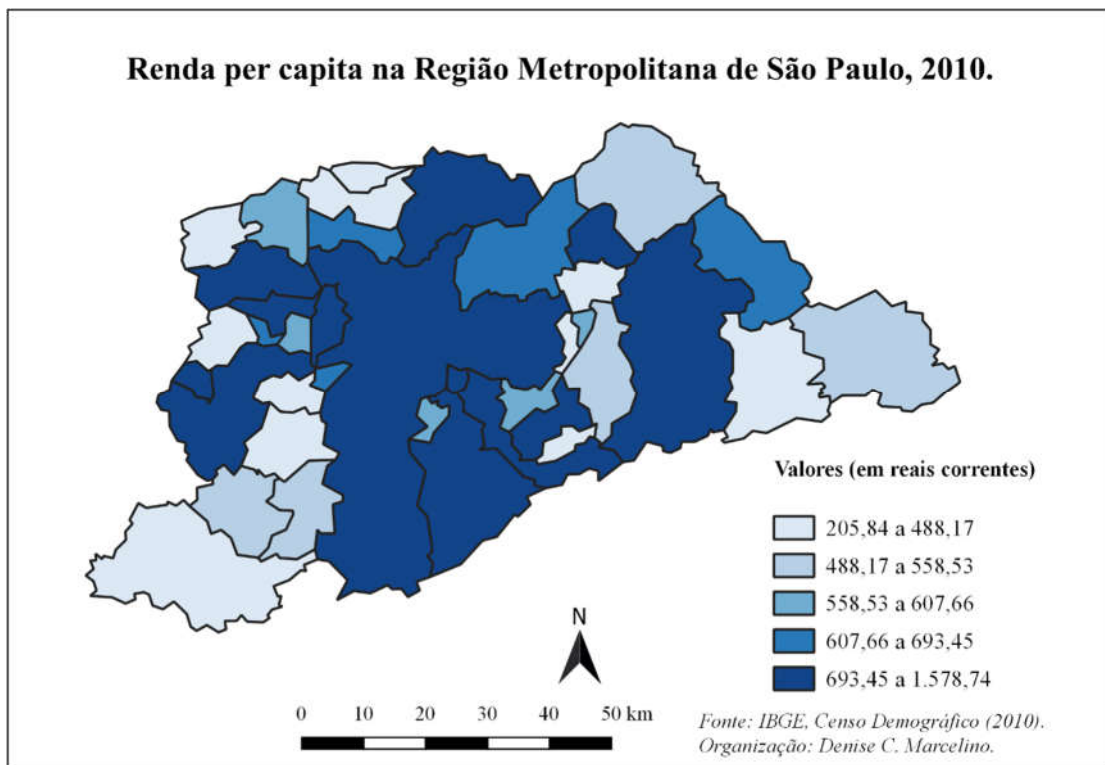 Renda per capita na Região Metropolitana de São Paulo, 2010.
Valores (em reais correntes)
205,84 a 488,17
488,17 a 558,53
558,53 a 607,66
607,66 a 693,45
693,45 a 1.578,74
N
0 10 20 30 40 50 km
Fonte: IBGE, Censo Demográfico (2010).
Organização: Denise C. Marcelino.